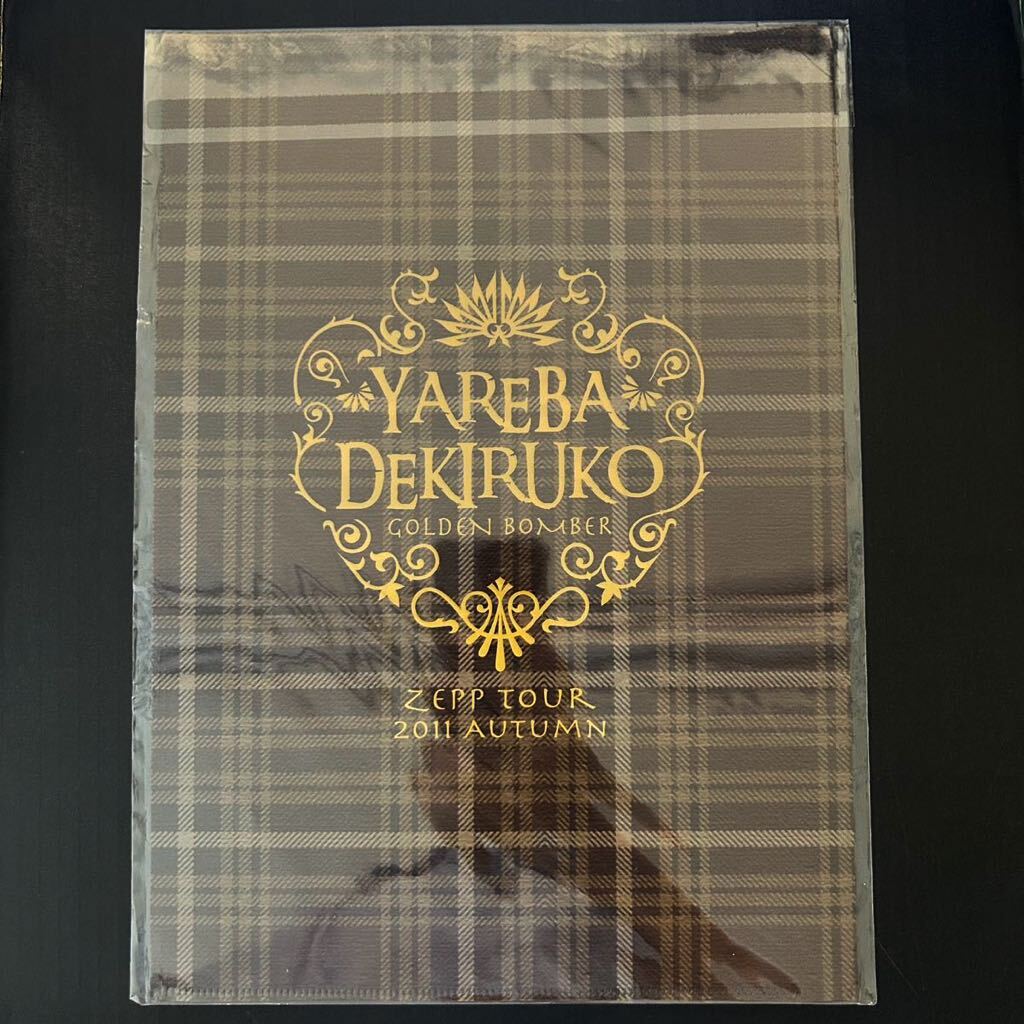 YAREBA
DEKIRUKO
GOLDEN BOMBER
ZEPP TOUR
2011 AUTUMN